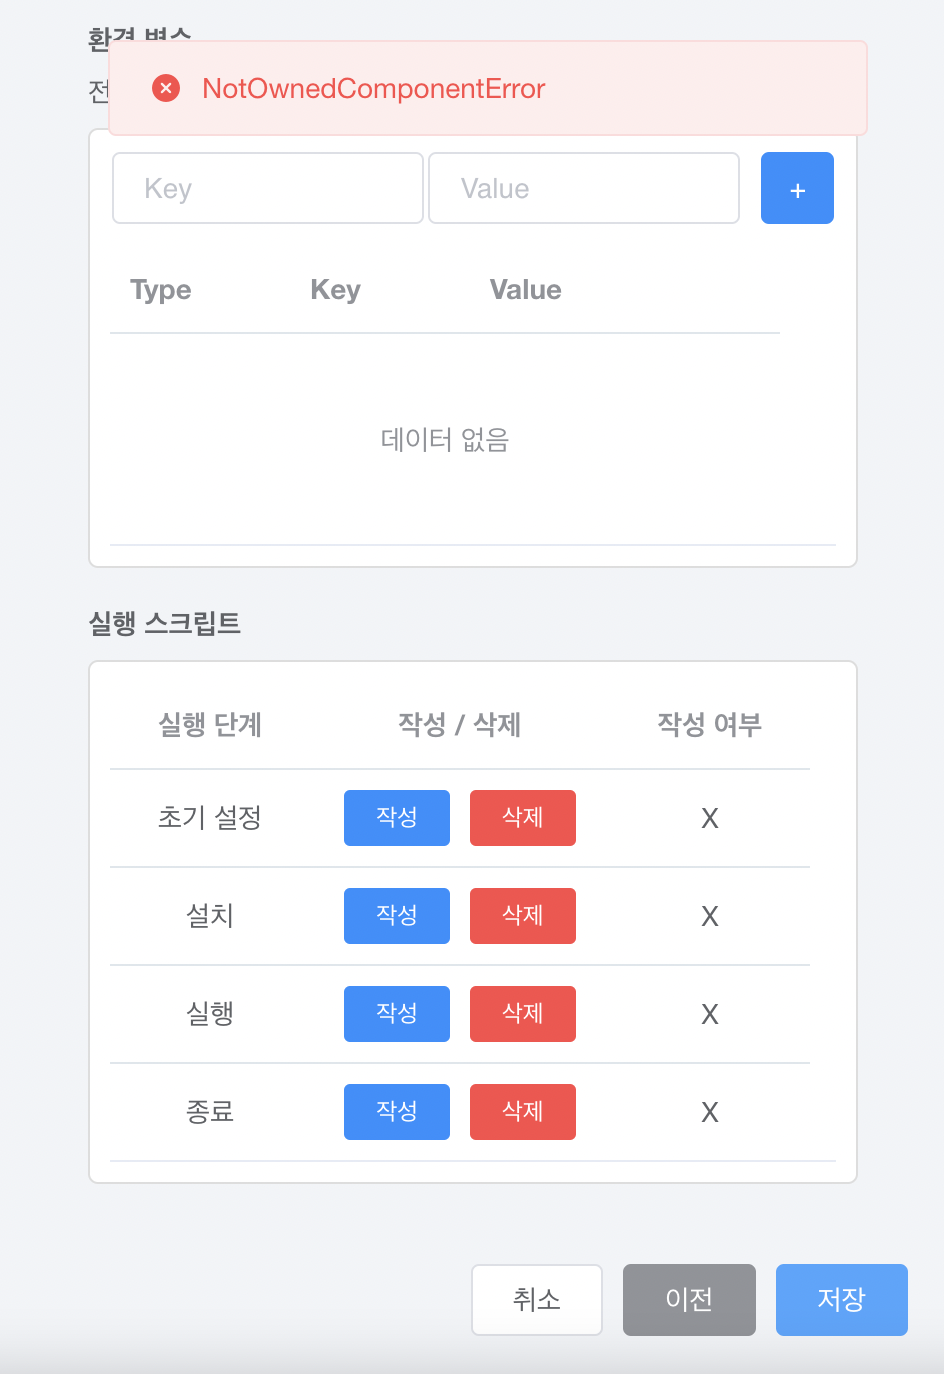 환경 변수
전
NotOwnedComponentError
Key Value +
Type Key Value
데이터 없음
실행 스크립트
실행 단계 작성 / 삭제 작성 여부
초기 설정 작성 삭제 X
설치 작성 삭제 X
실행 작성 삭제 X
종료 작성 삭제 X
취소 이전 저장